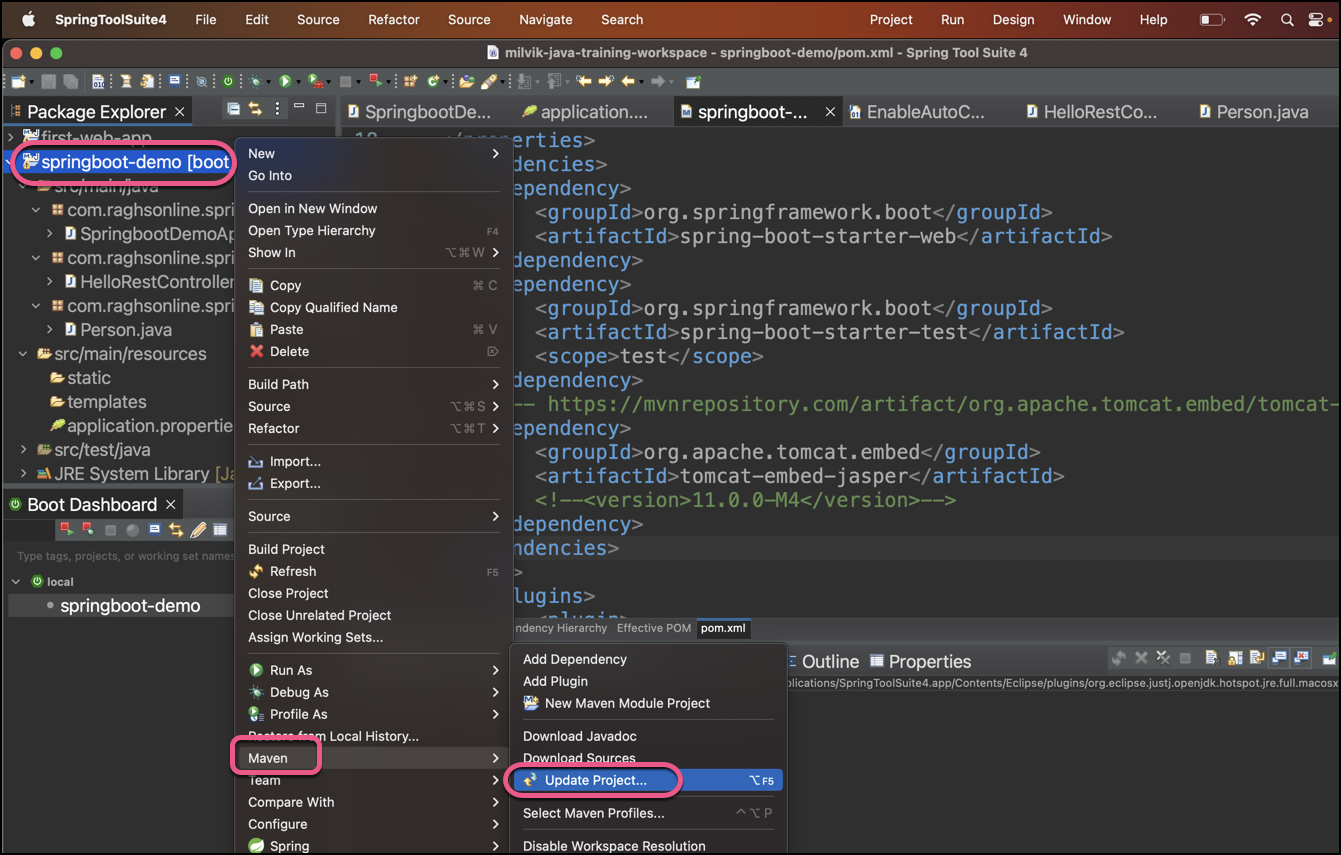 SpringToolSuite4 File Edit Source Refactor Source Navigate Search Project Run Design Window Help
milvik-java-training-workspace - springboot-demo/pom.xml - Spring Tool Suite 4
Package Explorer
SpringbootDe...
application....
springboot-...
EnableAutoC...
HelloRestCo...
Person.java
first-web-app
springboot-demo [boot
src/main/java
com.raghsonline.spri
SpringbootDemoAp
com.raghsonline.spri
HelloRestController
com.raghsonline.spri
Person.java
src/main/resources
static
templates
application.propertie
src/test/java
JRE System Library [Ja
Boot Dashboard
Type tags, projects, or working set names
local
springboot-demo
New
Go Into
Open in New Window
Open Type Hierarchy F4
Show In ⌥⌘W
Copy ⌘C
Copy Qualified Name
Paste ⌘V
Delete ⌦
Build Path
Source ⌥⌘S
Refactor ⌥⌘T
Import...
Export...
Source
Build Project
Refresh F5
Close Project
Close Unrelated Project
Assign Working Sets...
Run As
Debug As
Profile As
Restore from Local History...
Maven
Team
Compare With
Configure
Spring
18 </properties>
dencies>
ependency>
<groupId>org.springframework.boot</groupId>
<artifactId>spring-boot-starter-web</artifactId>
dependency>
ependency>
<groupId>org.springframework.boot</groupId>
<artifactId>spring-boot-starter-test</artifactId>
<scope>test</scope>
dependency>
-- https://mvnrepository.com/artifact/org.apache.tomcat.embed/tomcat-
ependency>
<groupId>org.apache.tomcat.embed</groupId>
<artifactId>tomcat-embed-jasper</artifactId>
<!--<version>11.0.0-M4</version>-->
dependency>
ndencies>
>
lugins>
<plugin>
ndency Hierarchy Effective POM pom.xml
Add Dependency
Add Plugin
New Maven Module Project
Download Javadoc
Download Sources
Update Project... ⌥F5
Select Maven Profiles... ^⌥P
Disable Workspace Resolution
Outline Properties
plications/SpringToolSuite4.app/Contents/Eclipse/plugins/org.eclipse.justj.openjdk.hotspot.jre.full.macosx